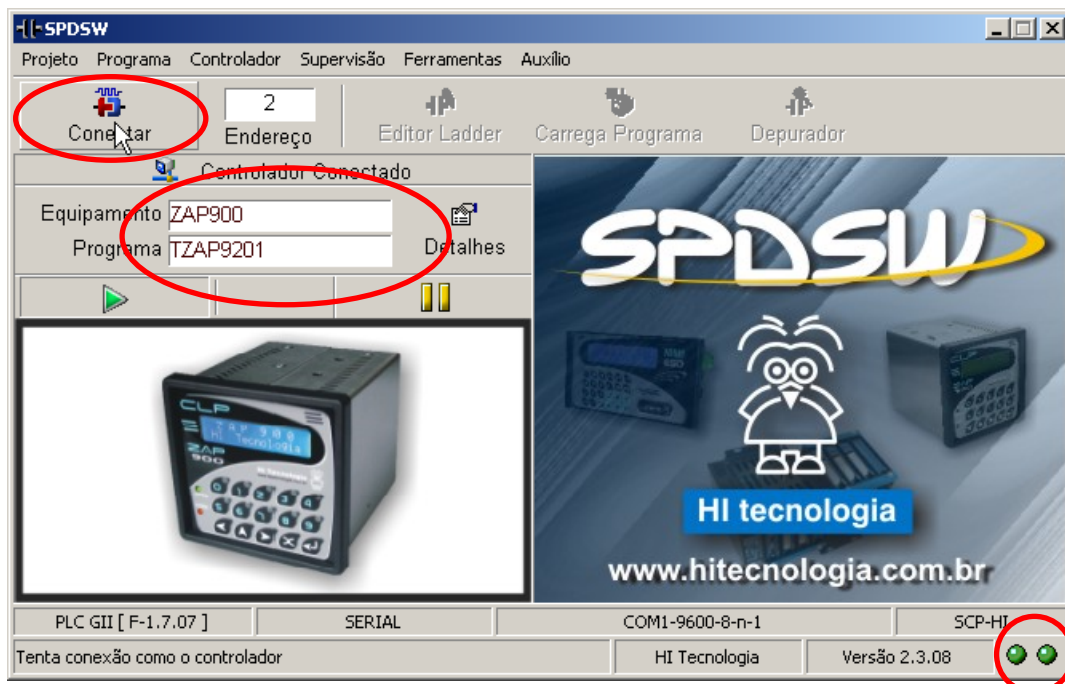 SPDSW
Projeto Programa Controlador Supervisão Ferramentas Auxílio
2
Conectar Endereço Editor Ladder Carrega Programa Depurador
Controlador Conectado
Equipamento ZAP900
Programa TZAP9201
Detalhes
SPDSW
CLP
ZAP 900
HI Tecnologia
ZAP
900
HI tecnologia
www.hitecnologia.com.br
PLC GII [ F-1.7.07 ] SERIAL COM1-9600-8-n-1 SCP-HI
Tenta conexão como o controlador HI Tecnologia Versão 2.3.08